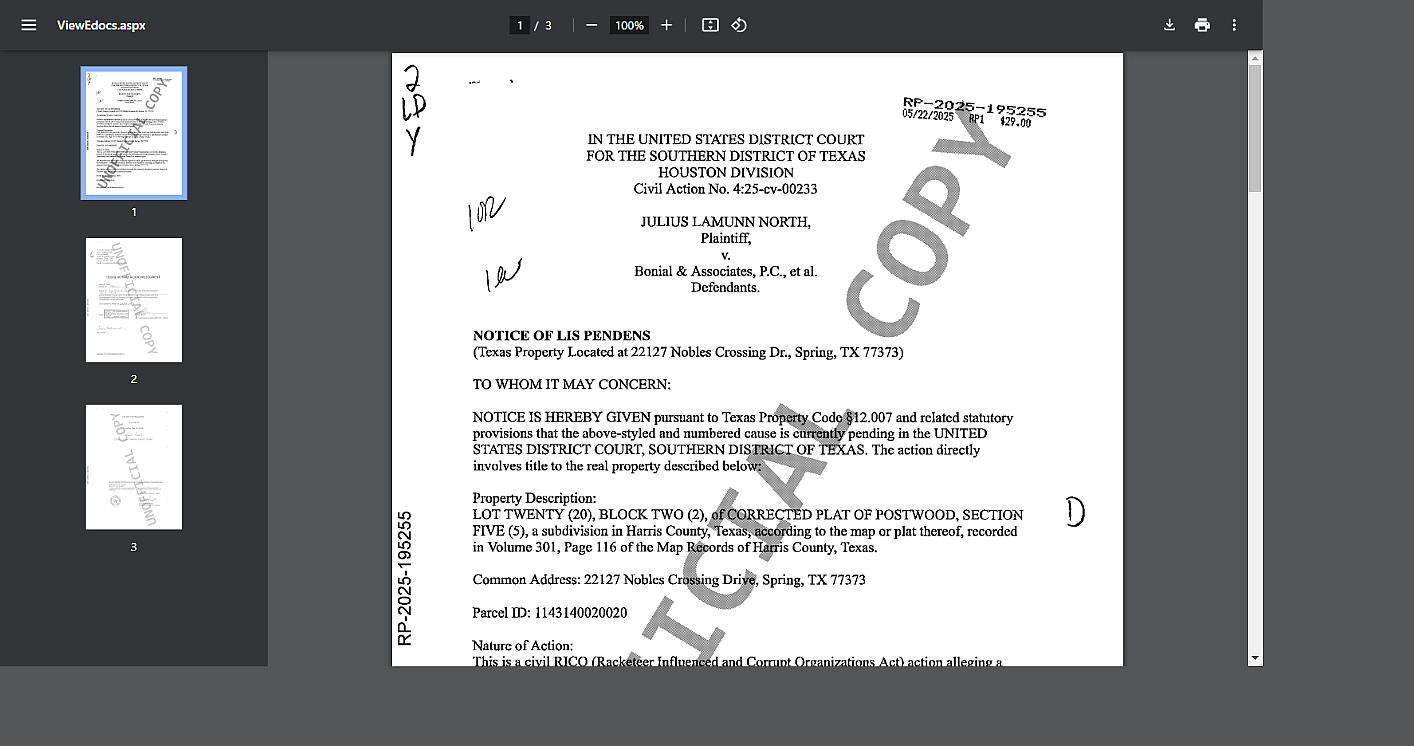 ViewEdocs.aspx
1 / 3
100%
1
2
3
2
LD
Y
RP-2025-195255
05/22/2025 RP1 $29.00
IN THE UNITED STATES DISTRICT COURT
FOR THE SOUTHERN DISTRICT OF TEXAS
HOUSTON DIVISION
Civil Action No. 4:25-cv-00233
JULIUS LAMUNN NORTH,
Plaintiff,
v.
Bonial & Associates, P.C., et al.
Defendants.
NOTICE OF LIS PENDENS
(Texas Property Located at 22127 Nobles Crossing Dr., Spring, TX 77373)
TO WHOM IT MAY CONCERN:
NOTICE IS HEREBY GIVEN pursuant to Texas Property Code §12.007 and related statutory
provisions that the above-styled and numbered cause is currently pending in the UNITED
STATES DISTRICT COURT, SOUTHERN DISTRICT OF TEXAS. The action directly
involves title to the real property described below:
Property Description:
LOT TWENTY (20), BLOCK TWO (2), of CORRECTED PLAT OF POSTWOOD, SECTION
FIVE (5), a subdivision in Harris County, Texas, according to the map or plat thereof, recorded
in Volume 301, Page 116 of the Map Records of Harris County, Texas.
D
Common Address: 22127 Nobles Crossing Drive, Spring, TX 77373
Parcel ID: 1143140020020
Nature of Action:
This is a civil RICO (Racketeer Influenced and Corrupt Organizations Act) action alleging a
RP-2025-195255
ICIAL COPY
UNOFFICIAL COPY
UNOFFICIAL COPY
UNOFFICIAL COPY